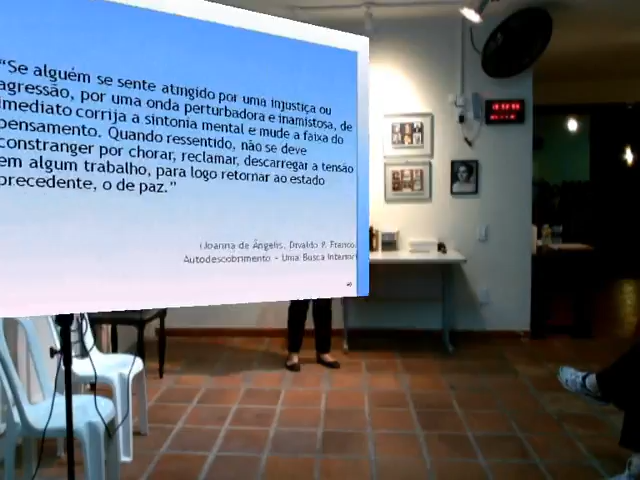 “Se alguém se sente atingido por uma injustiça ou
agressão, por uma onda perturbadora e inamistosa, de
imediato corrija a sintonia mental e mude a faixa do
pensamento. Quando ressentido, não se deve
constranger por chorar, reclamar, descarregar a tensão
em algum trabalho, para logo retornar ao estado
precedente, o de paz.”
(Joanna de Ângelis, Divaldo P. Franco.
Autodescobrimento - Uma Busca Interior)